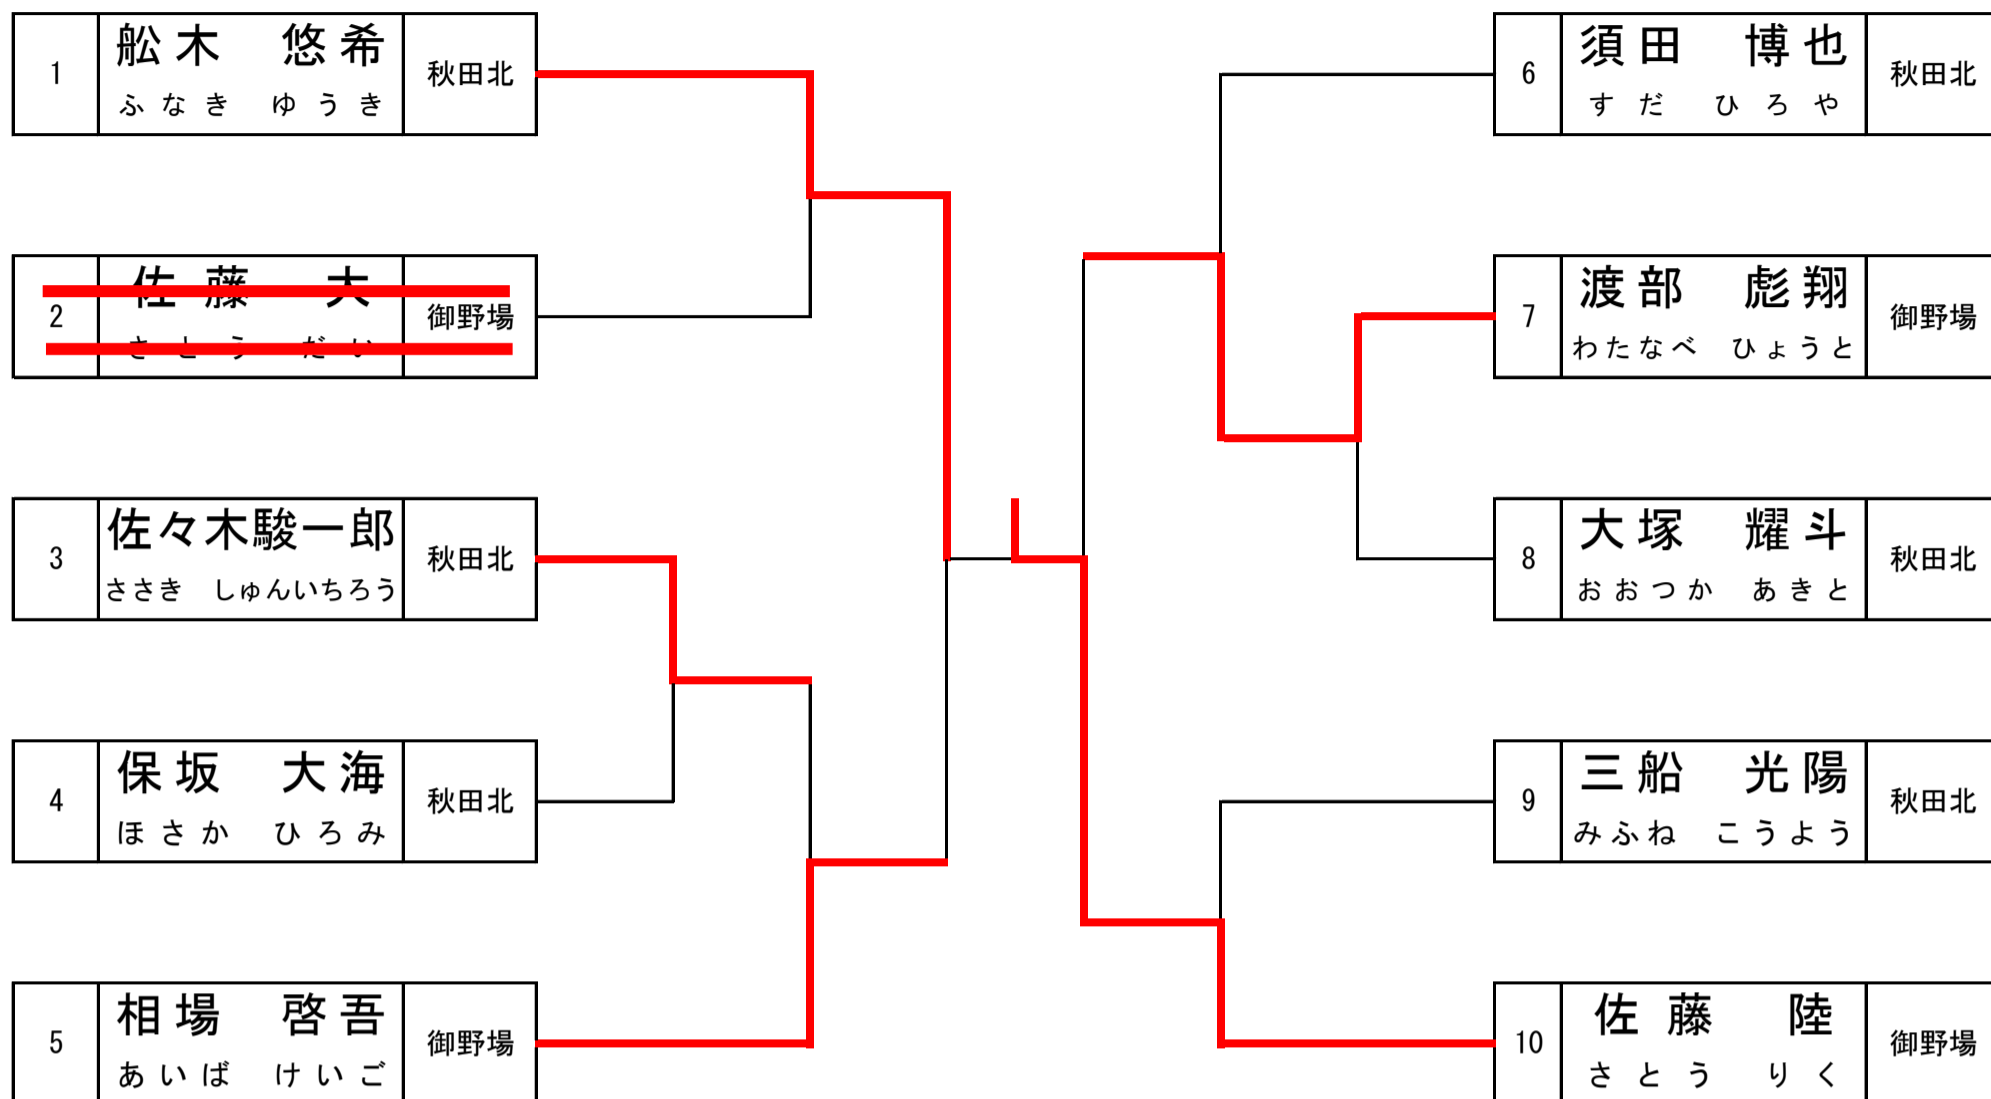 1 舩木 悠希 秋田北
ふなき ゆうき
2 佐藤 大 御野場
さとう だい
3 佐々木駿一郎 秋田北
ささき しゅんいちろう
4 保坂 大海 秋田北
ほさか ひろみ
5 相場 啓吾 御野場
あいば けいご
6 須田 博也 秋田北
すだ ひろや
7 渡部 彪翔 御野場
わたなべ ひょうと
8 大塚 耀斗 秋田北
おおつか あきと
9 三船 光陽 秋田北
みふね こうよう
10 佐藤 陸 御野場
さとう りく